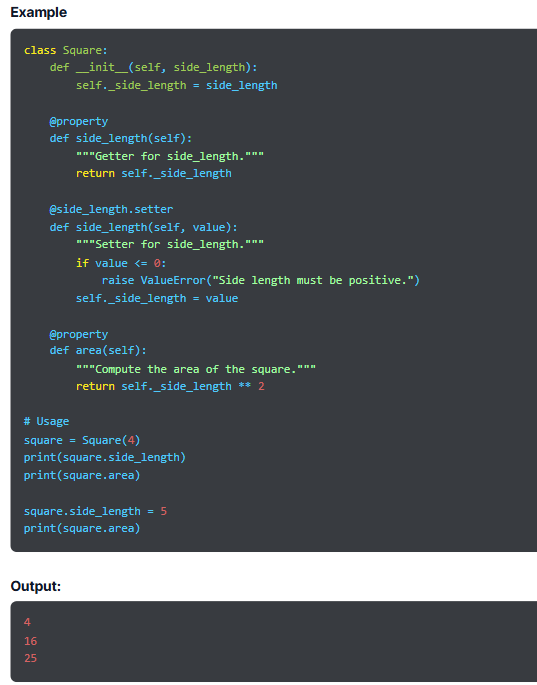 Example
class Square:
    def __init__(self, side_length):
        self._side_length = side_length

    @property
    def side_length(self):
        """Getter for side_length."""
        return self._side_length

    @side_length.setter
    def side_length(self, value):
        """Setter for side_length."""
        if value <= 0:
            raise ValueError("Side length must be positive.")
        self._side_length = value

    @property
    def area(self):
        """Compute the area of the square."""
        return self._side_length ** 2

# Usage
square = Square(4)
print(square.side_length)
print(square.area)

square.side_length = 5
print(square.area)
Output:
4
16
25